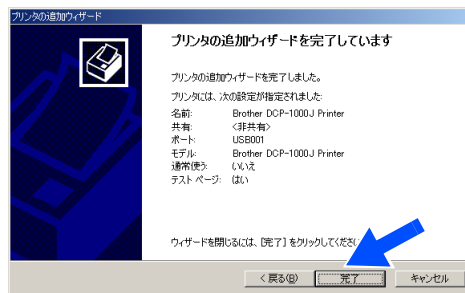 プリンタの追加ウィザード
プリンタの追加ウィザードを完了しています
プリンタの追加ウィザードを完了しました。
プリンタには、次の設定が指定されました:
名前: Brother DCP-1000J Printer
共有: <非共有>
ポート: USB001
モデル: Brother DCP-1000J Printer
通常使う: いいえ
テスト ページ: はい
ウィザードを閉じるには、[完了] をクリックしてくださ
< 戻る(B) 完了 キャンセル